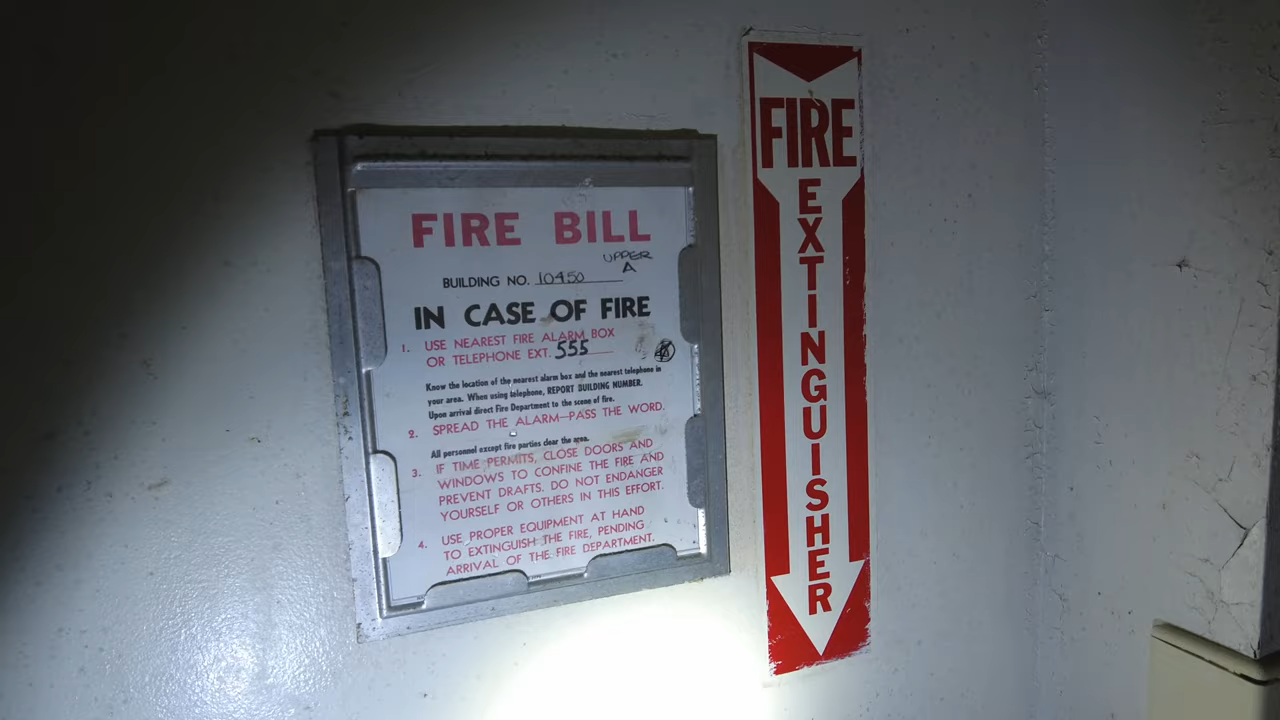 FIRE BILL
UPPER
BUILDING NO. 10450 A
IN CASE OF FIRE
1. USE NEAREST FIRE ALARM BOX
OR TELEPHONE EXT. 555
Know the location of the nearest alarm box and the nearest telephone in
your area. When using telephone, REPORT BUILDING NUMBER.
Upon arrival direct Fire Department to the scene of fire.
2. SPREAD THE ALARM—PASS THE WORD.
All personnel except fire parties clear the area.
3. IF TIME PERMITS, CLOSE DOORS AND
WINDOWS TO CONFINE THE FIRE AND
PREVENT DRAFTS. DO NOT ENDANGER
YOURSELF OR OTHERS IN THIS EFFORT.
4. USE PROPER EQUIPMENT AT HAND
TO EXTINGUISH THE FIRE, PENDING
ARRIVAL OF THE FIRE DEPARTMENT.
FIRE
EXTINGUISHER